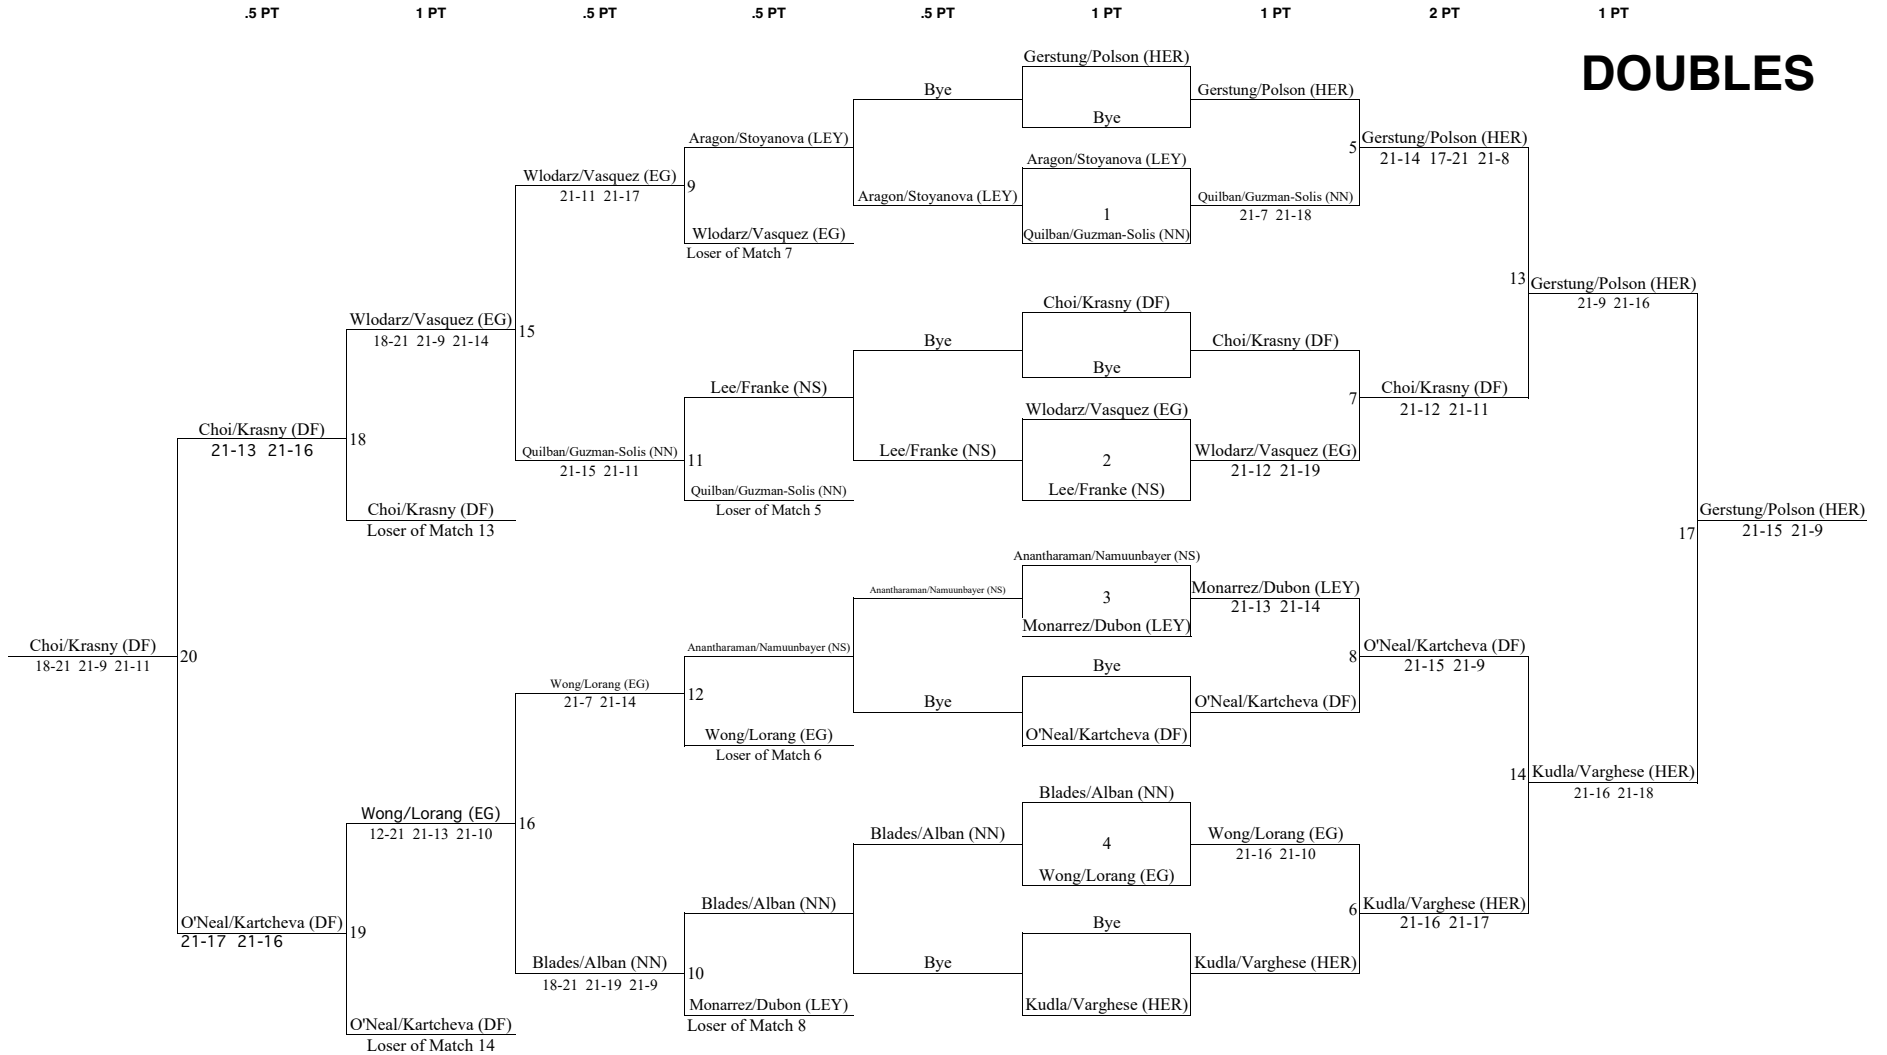 .5 PT 1 PT .5 PT .5 PT .5 PT 1 PT 1 PT 2 PT 1 PT
DOUBLES
Gerstung/Polson (HER)
Bye
Gerstung/Polson (HER)
Bye
Aragon/Stoyanova (LEY)
Gerstung/Polson (HER)
5
21-14 17-21 21-8
Aragon/Stoyanova (LEY)
Wlodarz/Vasquez (EG)
9
21-11 21-17
Aragon/Stoyanova (LEY)
Quilban/Guzman-Solis (NN)
1
21-7 21-18
Wlodarz/Vasquez (EG)
Quilban/Guzman-Solis (NN)
Loser of Match 7
13
Gerstung/Polson (HER)
21-9 21-16
Choi/Krasny (DF)
Wlodarz/Vasquez (EG)
15
18-21 21-9 21-14
Bye
Choi/Krasny (DF)
Bye
Lee/Franke (NS)
7
Choi/Krasny (DF)
21-12 21-11
Wlodarz/Vasquez (EG)
Choi/Krasny (DF)
18
21-13 21-16
Quilban/Guzman-Solis (NN)
11
21-15 21-11
Lee/Franke (NS)
2
Wlodarz/Vasquez (EG)
21-12 21-19
Quilban/Guzman-Solis (NN)
Lee/Franke (NS)
Loser of Match 5
Choi/Krasny (DF)
Loser of Match 13
Gerstung/Polson (HER)
17
21-15 21-9
Anantharaman/Namuunbayer (NS)
Anantharaman/Namuunbayer (NS)
3
Monarrez/Dubon (LEY)
21-13 21-14
Monarrez/Dubon (LEY)
Choi/Krasny (DF)
20
18-21 21-9 21-11
Anantharaman/Namuunbayer (NS)
Bye
8
O'Neal/Kartcheva (DF)
21-15 21-9
Wong/Lorang (EG)
12
21-7 21-14
Bye
O'Neal/Kartcheva (DF)
Wong/Lorang (EG)
O'Neal/Kartcheva (DF)
Loser of Match 6
14
Kudla/Varghese (HER)
21-16 21-18
Blades/Alban (NN)
Wong/Lorang (EG)
16
12-21 21-13 21-10
Blades/Alban (NN)
4
Wong/Lorang (EG)
21-16 21-10
Wong/Lorang (EG)
Blades/Alban (NN)
6
Kudla/Varghese (HER)
21-16 21-17
O'Neal/Kartcheva (DF)
19
21-17 21-16
Bye
Blades/Alban (NN)
10
18-21 21-19 21-9
Bye
Kudla/Varghese (HER)
Monarrez/Dubon (LEY)
Kudla/Varghese (HER)
Loser of Match 8
O'Neal/Kartcheva (DF)
Loser of Match 14